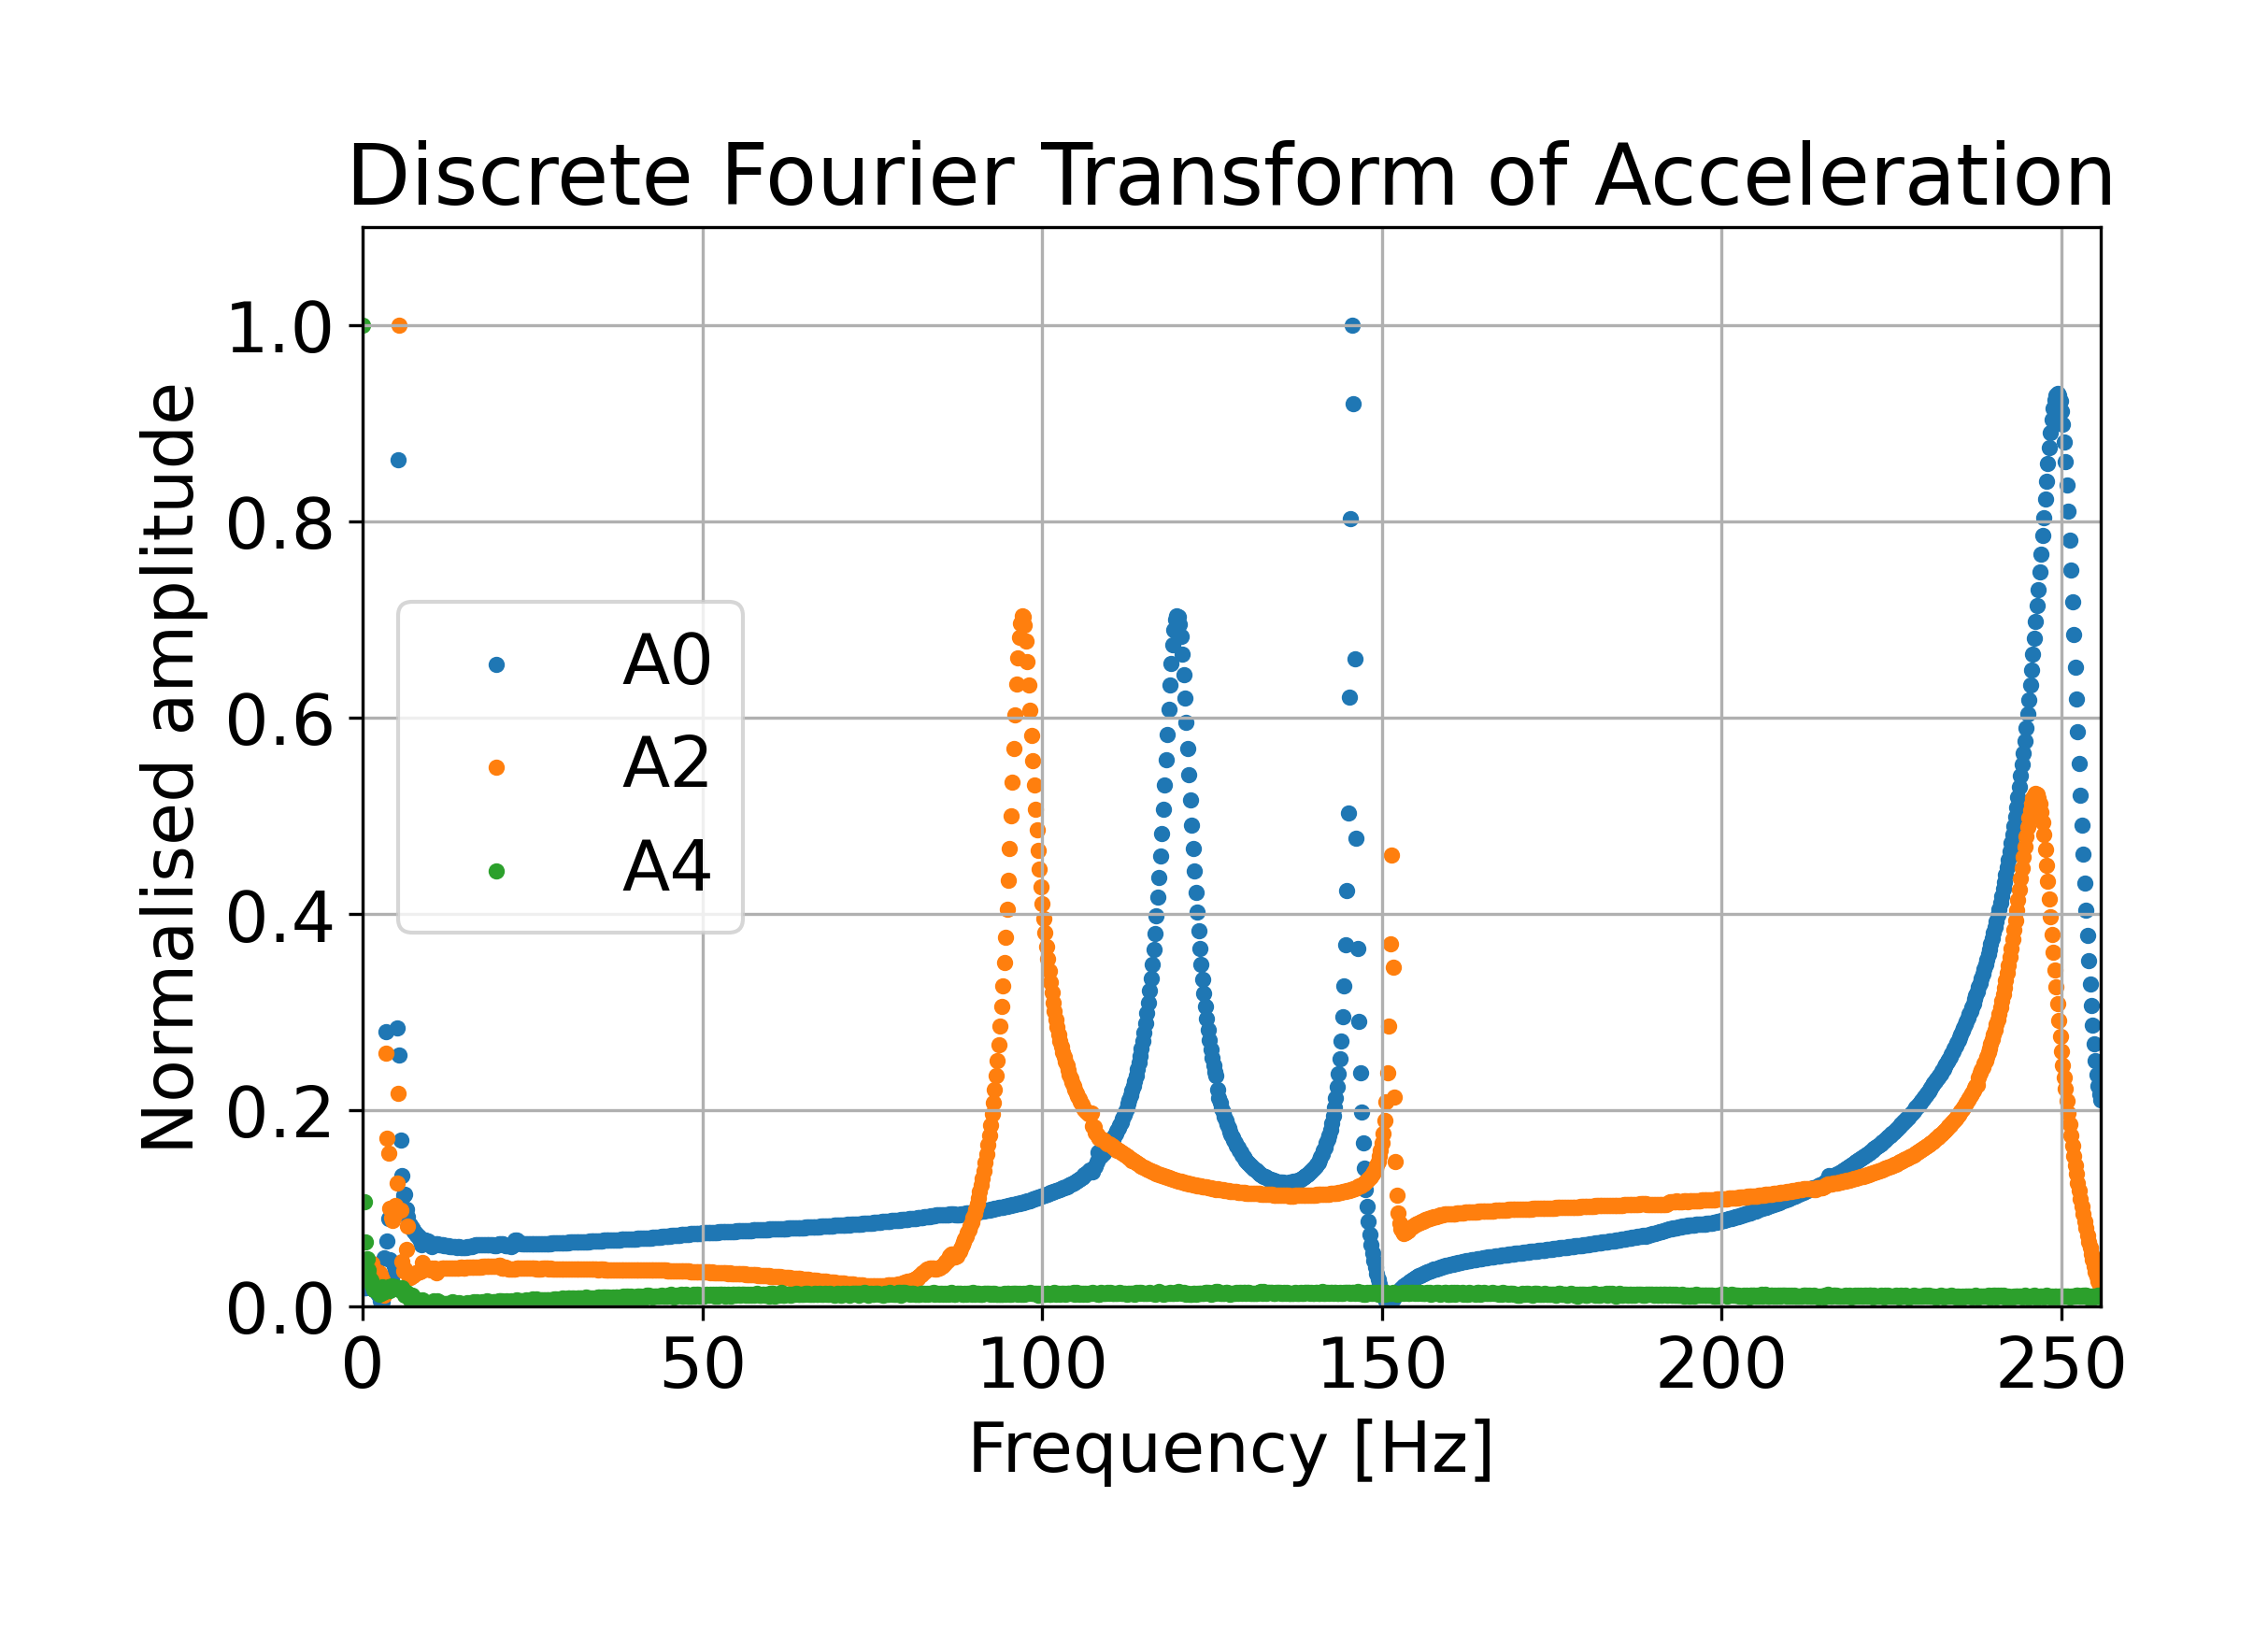 Discrete Fourier Transform of Acceleration
Normalised amplitude
1.0
0.8
0.6
0.4
0.2
0.0
A0
A2
A4
0 50 100 150 200 250
Frequency [Hz]